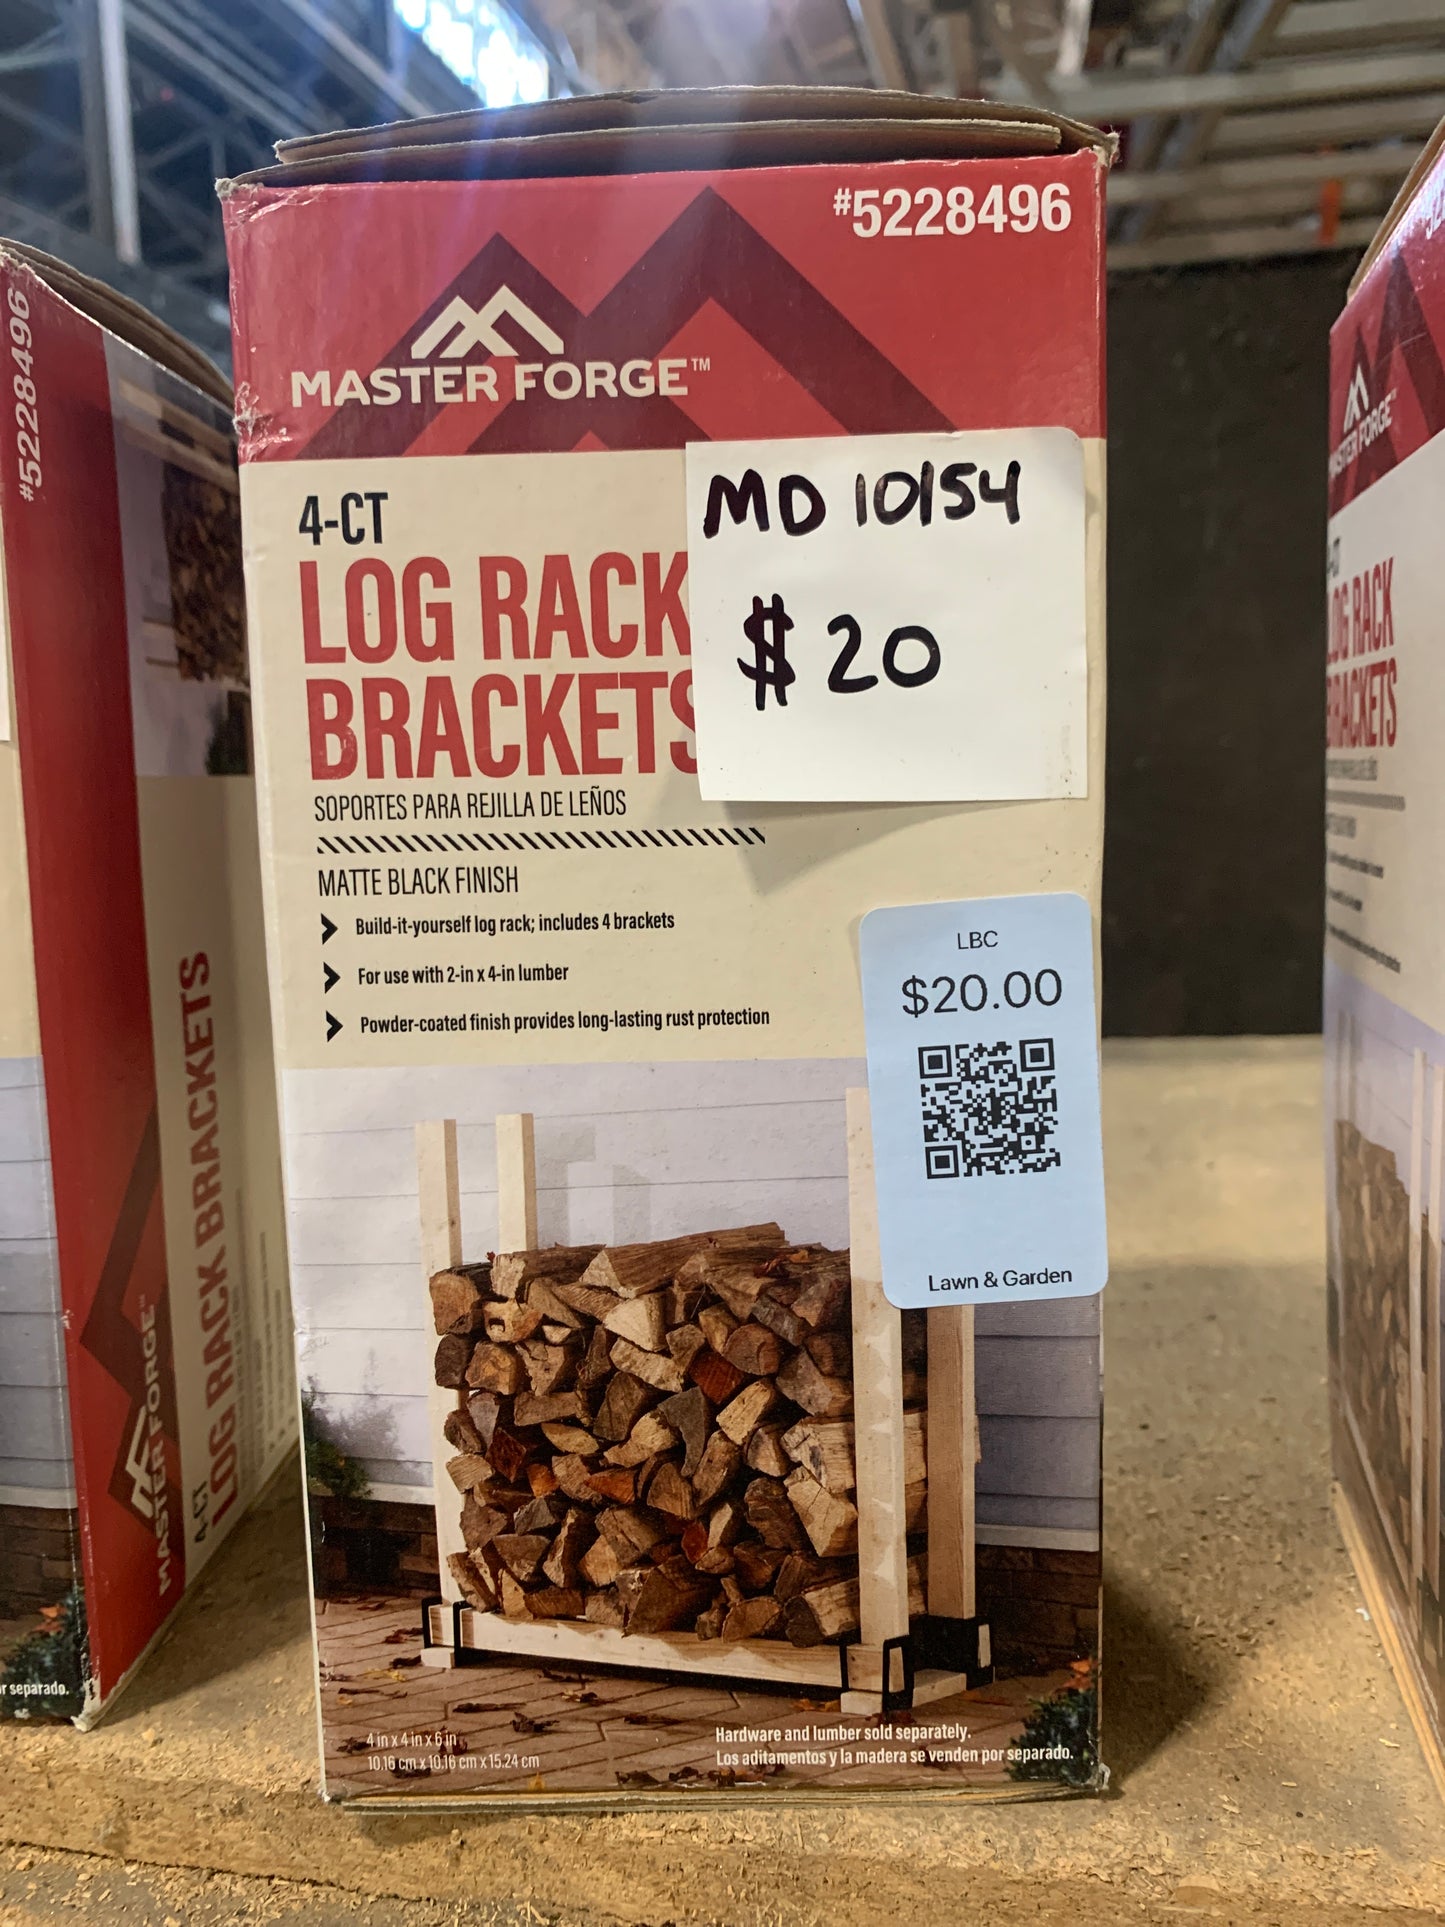 #5228496
MASTER FORGE™
4-CT
LOG RACK
BRACKETS
SOPORTES PARA REJILLA DE LEÑOS
MATTE BLACK FINISH
Build-it-yourself log rack; includes 4 brackets
For use with 2-in x 4-in lumber
Powder-coated finish provides long-lasting rust protection
MD 10154
$20
LBC
$20.00
Lawn & Garden
4 in x 4 in x 6 in
10.16 cm x 10.16 cm x 15.24 cm
Hardware and lumber sold separately.
Los aditamentos y la madera se venden por separado.
#5228496
4-CT
LOG RACK BRACKETS
MASTER FORGE™
separado.
MASTER FORGE
RACK
BRACKETS